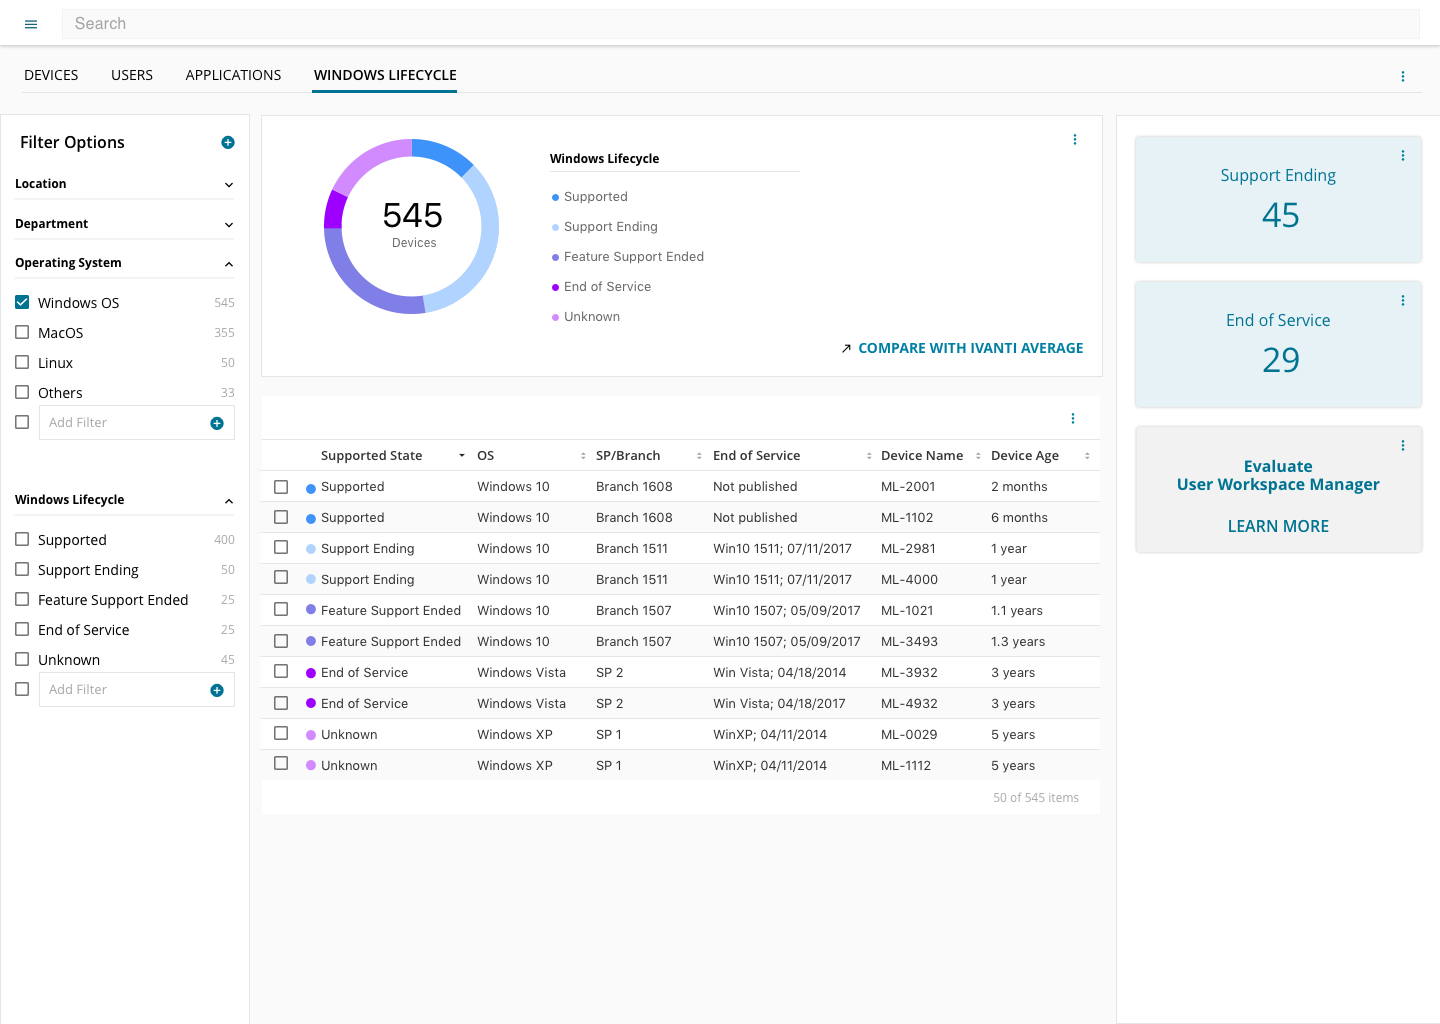 Search
DEVICES USERS APPLICATIONS WINDOWS LIFECYCLE
Filter Options
Location
Department
Operating System
Windows OS 545
MacOS 355
Linux 50
Others 33
Add Filter
Windows Lifecycle
Supported 400
Support Ending 50
Feature Support Ended 25
End of Service 25
Unknown 45
Add Filter
545
Devices
Windows Lifecycle
Supported
Support Ending
Feature Support Ended
End of Service
Unknown
COMPARE WITH IVANTI AVERAGE
Supported State OS SP/Branch End of Service Device Name Device Age
Supported Windows 10 Branch 1608 Not published ML-2001 2 months
Supported Windows 10 Branch 1608 Not published ML-1102 6 months
Support Ending Windows 10 Branch 1511 Win10 1511; 07/11/2017 ML-2981 1 year
Support Ending Windows 10 Branch 1511 Win10 1511; 07/11/2017 ML-4000 1 year
Feature Support Ended Windows 10 Branch 1507 Win10 1507; 05/09/2017 ML-1021 1.1 years
Feature Support Ended Windows 10 Branch 1507 Win10 1507; 05/09/2017 ML-3493 1.3 years
End of Service Windows Vista SP 2 Win Vista; 04/18/2014 ML-3932 3 years
End of Service Windows Vista SP 2 Win Vista; 04/18/2017 ML-4932 3 years
Unknown Windows XP SP 1 WinXP; 04/11/2014 ML-0029 5 years
Unknown Windows XP SP 1 WinXP; 04/11/2014 ML-1112 5 years
50 of 545 items
Support Ending
45
End of Service
29
Evaluate
User Workspace Manager
LEARN MORE